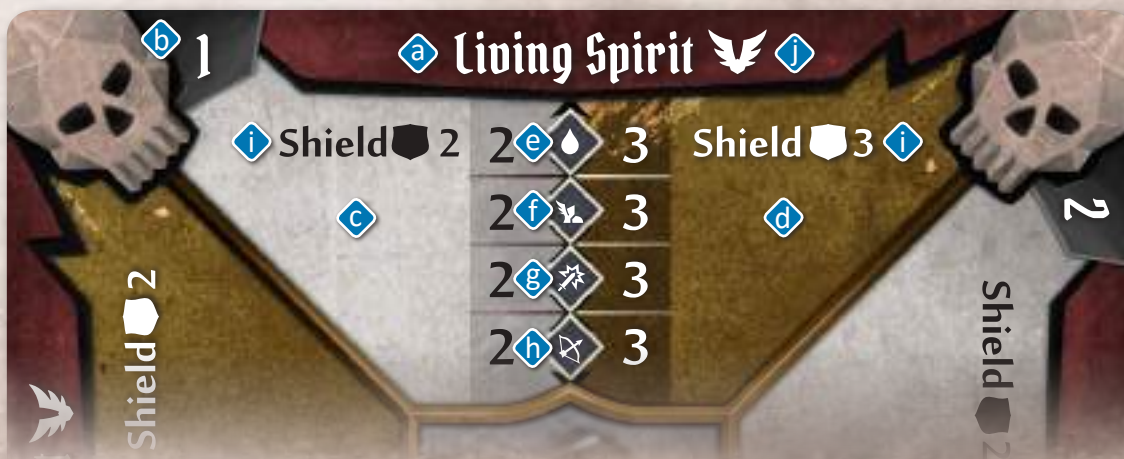 b 1 a Living Spirit j
i Shield 2 2 e 3 Shield 3 i
c 2 f 3 d
2 g 3
2 h 3
2
Shield 2
Shield 2